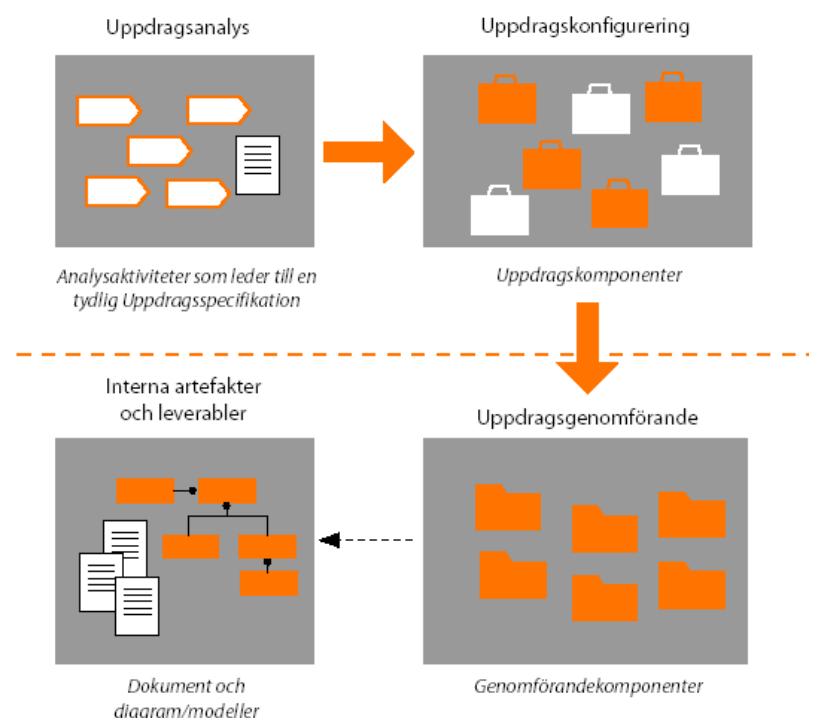 Uppdragsanalys
Uppdragskonfigurering
Analysaktiviteter som leder till en
tydlig Uppdragsspecifikation
Uppdragskomponenter
Interna artefakter
och leverabler
Uppdragsgenomförande
Dokument och
diagram/modeller
Genomförandekomponenter